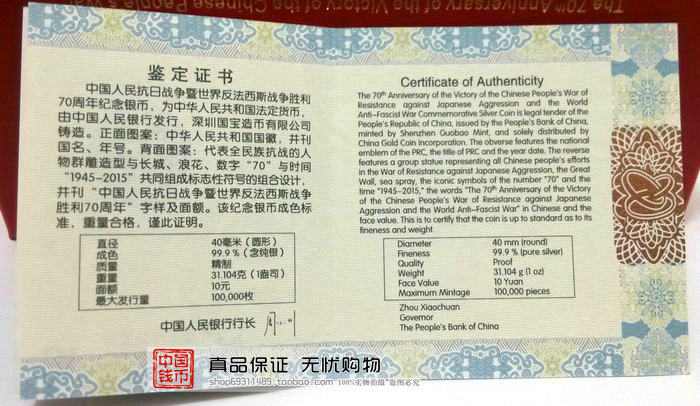 The 70th Anniversary of the Victory of the Chinese People's War
鉴定证书
中国人民抗日战争暨世界反法西斯战争胜利
70周年纪念银币，为中华人民共和国法定货币，
由中国人民银行发行，深圳国宝造币有限公司
铸造。正面图案：中华人民共和国国徽，并刊
国名、年号。背面图案：代表全民族抗战的人
物群雕造型与长城、浪花、数字“70”与时间
“1945-2015”共同组成标志性符号的组合设计，
并刊“中国人民抗日战争暨世界反法西斯战争
胜利70周年”字样及面额。该纪念银币成色标
准，重量合格，谨此证明。
直径 40毫米（圆形）
成色 99.9％（含纯银）
质量 精制
重量 31.104克（1盎司）
面额 10元
最大发行量 100,000枚
中国人民银行行长
Certificate of Authenticity
The 70th Anniversary of the Victory of the Chinese People's War of
Resistance against Japanese Aggression and the World
Anti-Fascist War Commemorative Silver Coin is legal tender of the
People's Republic of China, issued by the People's Bank of China,
minted by Shenzhen Guobao Mint, and solely distributed by
China Gold Coin Incorporation. The obverse features the national
emblem of the PRC, the title of PRC and the year date. The reverse
features a group statue representing all Chinese people's efforts
in the War of Resistance against Japanese Aggression, the Great
Wall, sea spray, the iconic symbols of the number "70" and the
time "1945-2015," the words "The 70th Anniversary of the Victory
of the Chinese People's War of Resistance against Japanese
Aggression and the World Anti-Fascist War" in Chinese and the
face value. This is to certify that the coin is up to standard as to its
fineness and weight.
Diameter 40 mm (round)
Fineness 99.9％ (pure silver)
Quality Proof
Weight 31.104 g (1 oz)
Face Value 10 Yuan
Maximum Mintage 100,000 pieces
Zhou Xiaochuan
Governor
The People's Bank of China
中国钱币
真品保证 无忧购物
shop69311489.taobao.com 100%实物拍摄"盗图必究